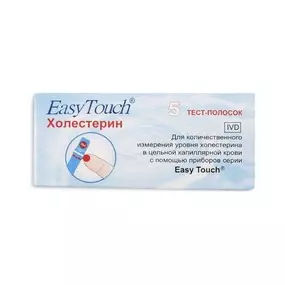 EasyTouch®
Холестерин
5 ТЕСТ-ПОЛОСОК
IVD
Для количественного
измерения уровня холестерина
в цельной капиллярной крови
с помощью приборов серии
Easy Touch®